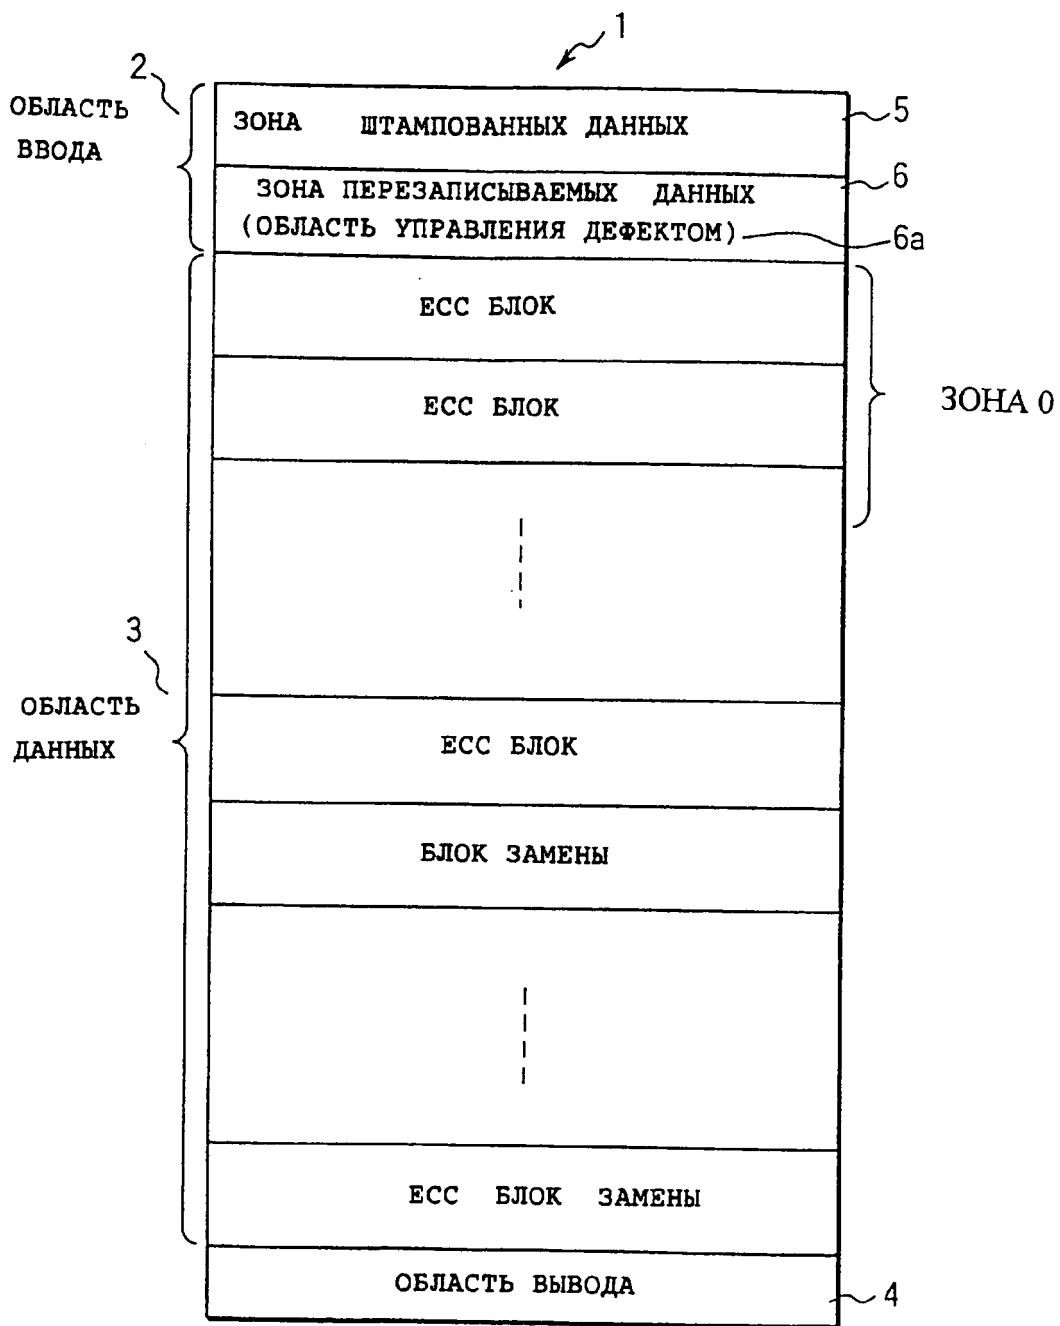 1
2
ОБЛАСТЬ
ВВОДА
ЗОНА ШТАМПОВАННЫХ ДАННЫХ
5
ЗОНА ПЕРЕЗАПИСЫВАЕМЫХ ДАННЫХ
6
(ОБЛАСТЬ УПРАВЛЕНИЯ ДЕФЕКТОМ)
6а
ЕСС БЛОК
ЕСС БЛОК
ЗОНА 0
3
ОБЛАСТЬ
ДАННЫХ
ЕСС БЛОК
БЛОК ЗАМЕНЫ
ЕСС БЛОК ЗАМЕНЫ
ОБЛАСТЬ ВЫВОДА
4